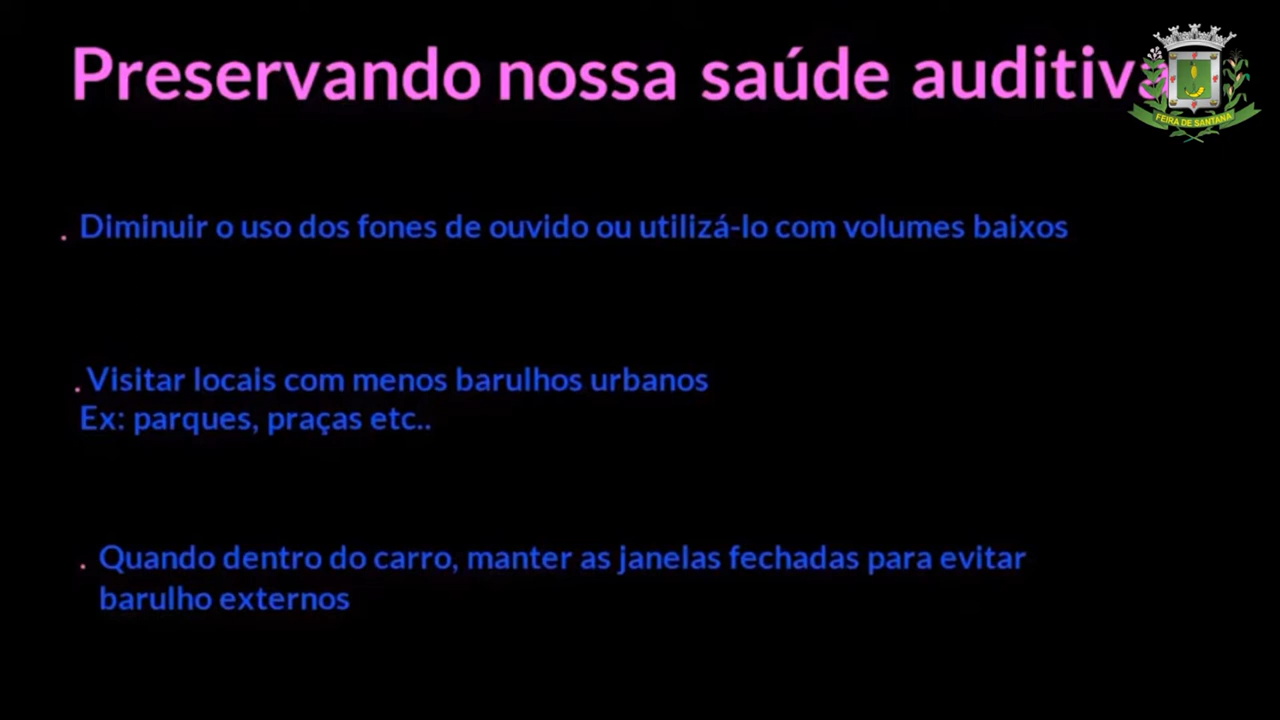 Preservando nossa saúde auditiva
FEIRA DE SANTANA
. Diminuir o uso dos fones de ouvido ou utilizá-lo com volumes baixos
. Visitar locais com menos barulhos urbanos
Ex: parques, praças etc..
. Quando dentro do carro, manter as janelas fechadas para evitar
barulho externos